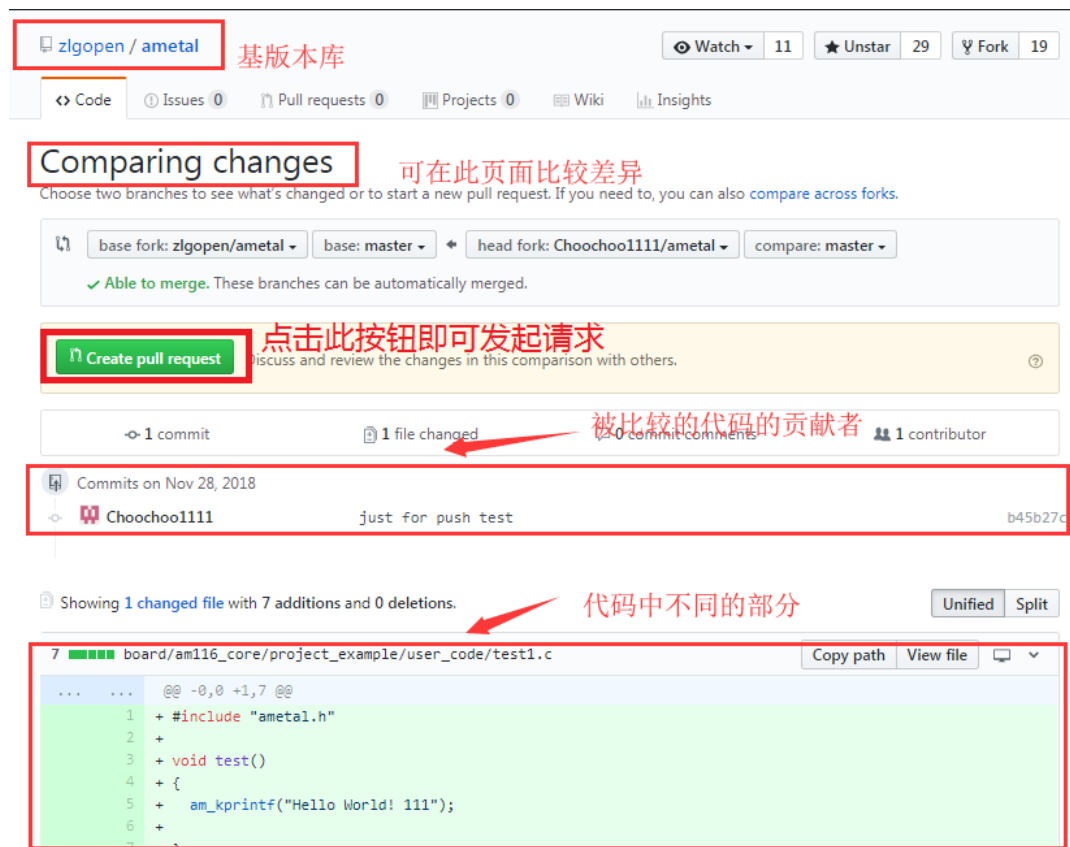 zlgopen / ametal
基版本库
Watch 11 Unstar 29 Fork 19
Code Issues 0 Pull requests 0 Projects 0 Wiki Insights
Comparing changes
可在此页面比较差异
Choose two branches to see what's changed or to start a new pull request. If you need to, you can also compare across forks.
base fork: zlgopen/ametal base: master head fork: Choochoo1111/ametal compare: master
Able to merge. These branches can be automatically merged.
点击此按钮即可发起请求
Create pull request iscuss and review the changes in this comparison with others.
被比较的代码的贡献者
1 commit 1 file changed 0 commit comments 1 contributor
Commits on Nov 28, 2018
Choochoo1111 just for push test b45b27c
Showing 1 changed file with 7 additions and 0 deletions.
代码中不同的部分
Unified Split
7 board/am116_core/project_example/user_code/test1.c Copy path View file
... ... @@ -0,0 +1,7 @@
1 + #include "ametal.h"
2 +
3 + void test()
4 + {
5 + am_kprintf("Hello World! 111");
6 +